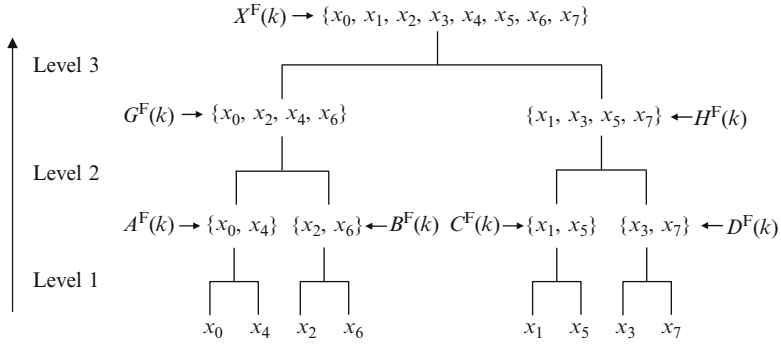 X^F(k) → {x₀, x₁, x₂, x₃, x₄, x₅, x₆, x₇}
Level 3
G^F(k) → {x₀, x₂, x₄, x₆} {x₁, x₃, x₅, x₇} ← H^F(k)
Level 2
A^F(k) → {x₀, x₄} {x₂, x₆} ← B^F(k) C^F(k) → {x₁, x₅} {x₃, x₇} ← D^F(k)
Level 1
x₀ x₄ x₂ x₆ x₁ x₅ x₃ x₇